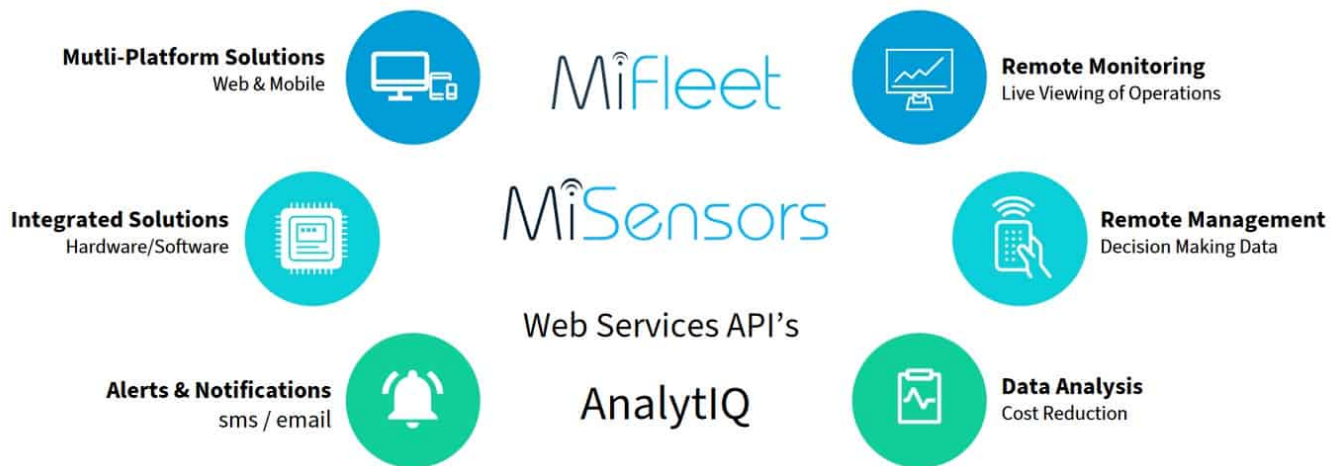 Mutli-Platform Solutions
Web & Mobile
MiFleet
Remote Monitoring
Live Viewing of Operations
Integrated Solutions
Hardware/Software
MiSensors
Remote Management
Decision Making Data
Web Services API’s
Alerts & Notifications
sms / email
AnalytIQ
Data Analysis
Cost Reduction